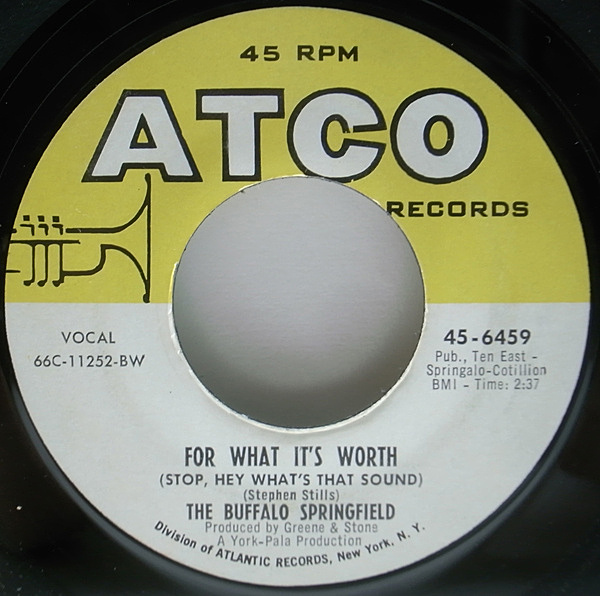 45 RPM
ATCO
RECORDS
VOCAL
66C-11252-BW
45-6459
Pub., Ten East -
Springalo-Cotillion
BMI - Time: 2:37
FOR WHAT IT'S WORTH
(STOP, HEY WHAT'S THAT SOUND)
(Stephen Stills)
THE BUFFALO SPRINGFIELD
Produced by Greene & Stone
A York-Pala Production
Division of ATLANTIC RECORDS, New York, N. Y.